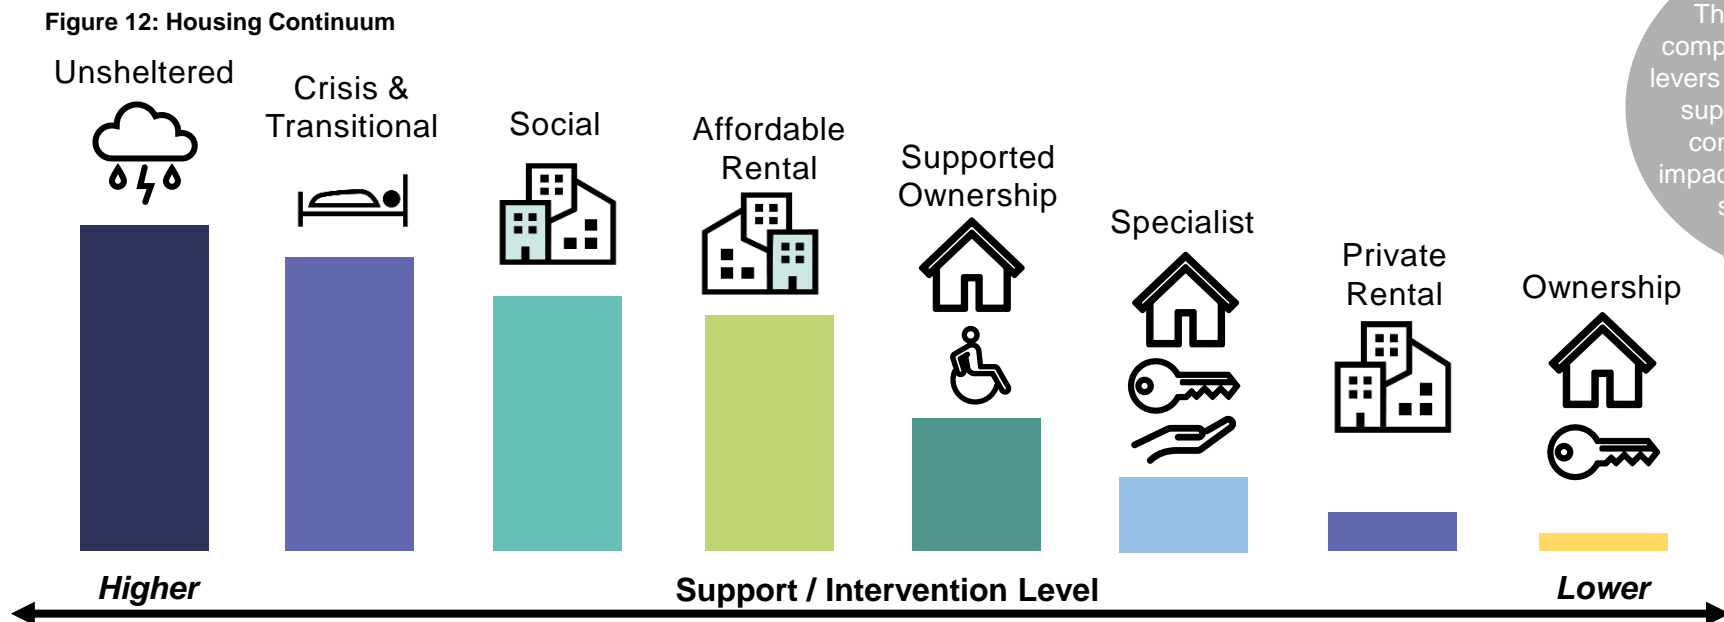 Figure 12: Housing Continuum
Unsheltered
Crisis &
Transitional
Social
Affordable
Rental
Supported
Ownership
Specialist
Private
Rental
Ownership
levers
Higher
Support / Intervention Level
Lower